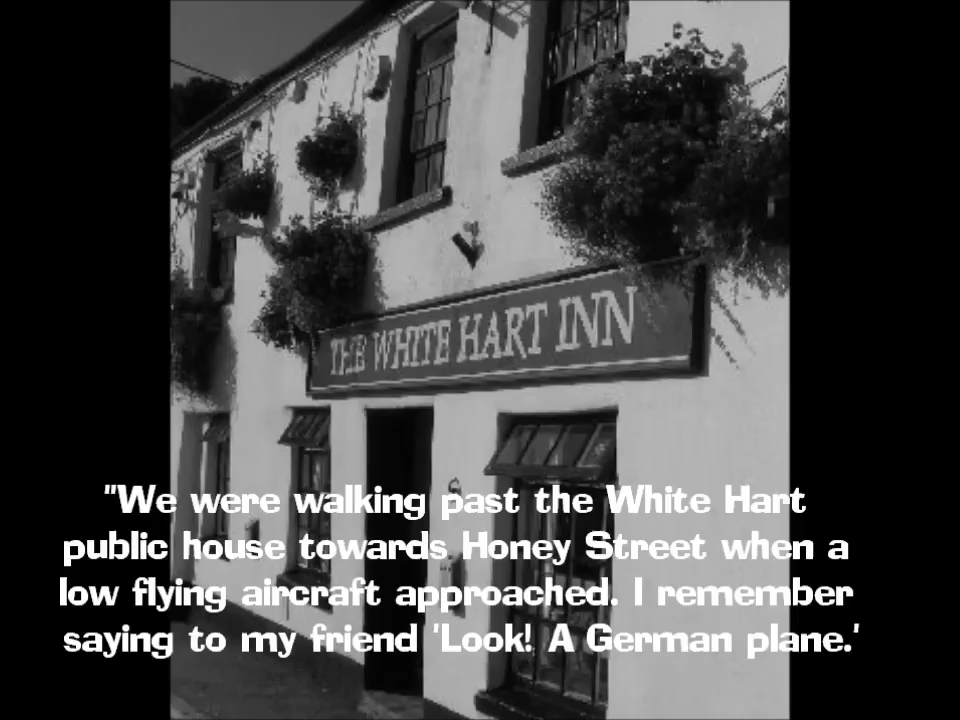 THE WHITE HART INN
"We were walking past the White Hart
public house towards Honey Street when a
low flying aircraft approached. I remember
saying to my friend 'Look! A German plane.'